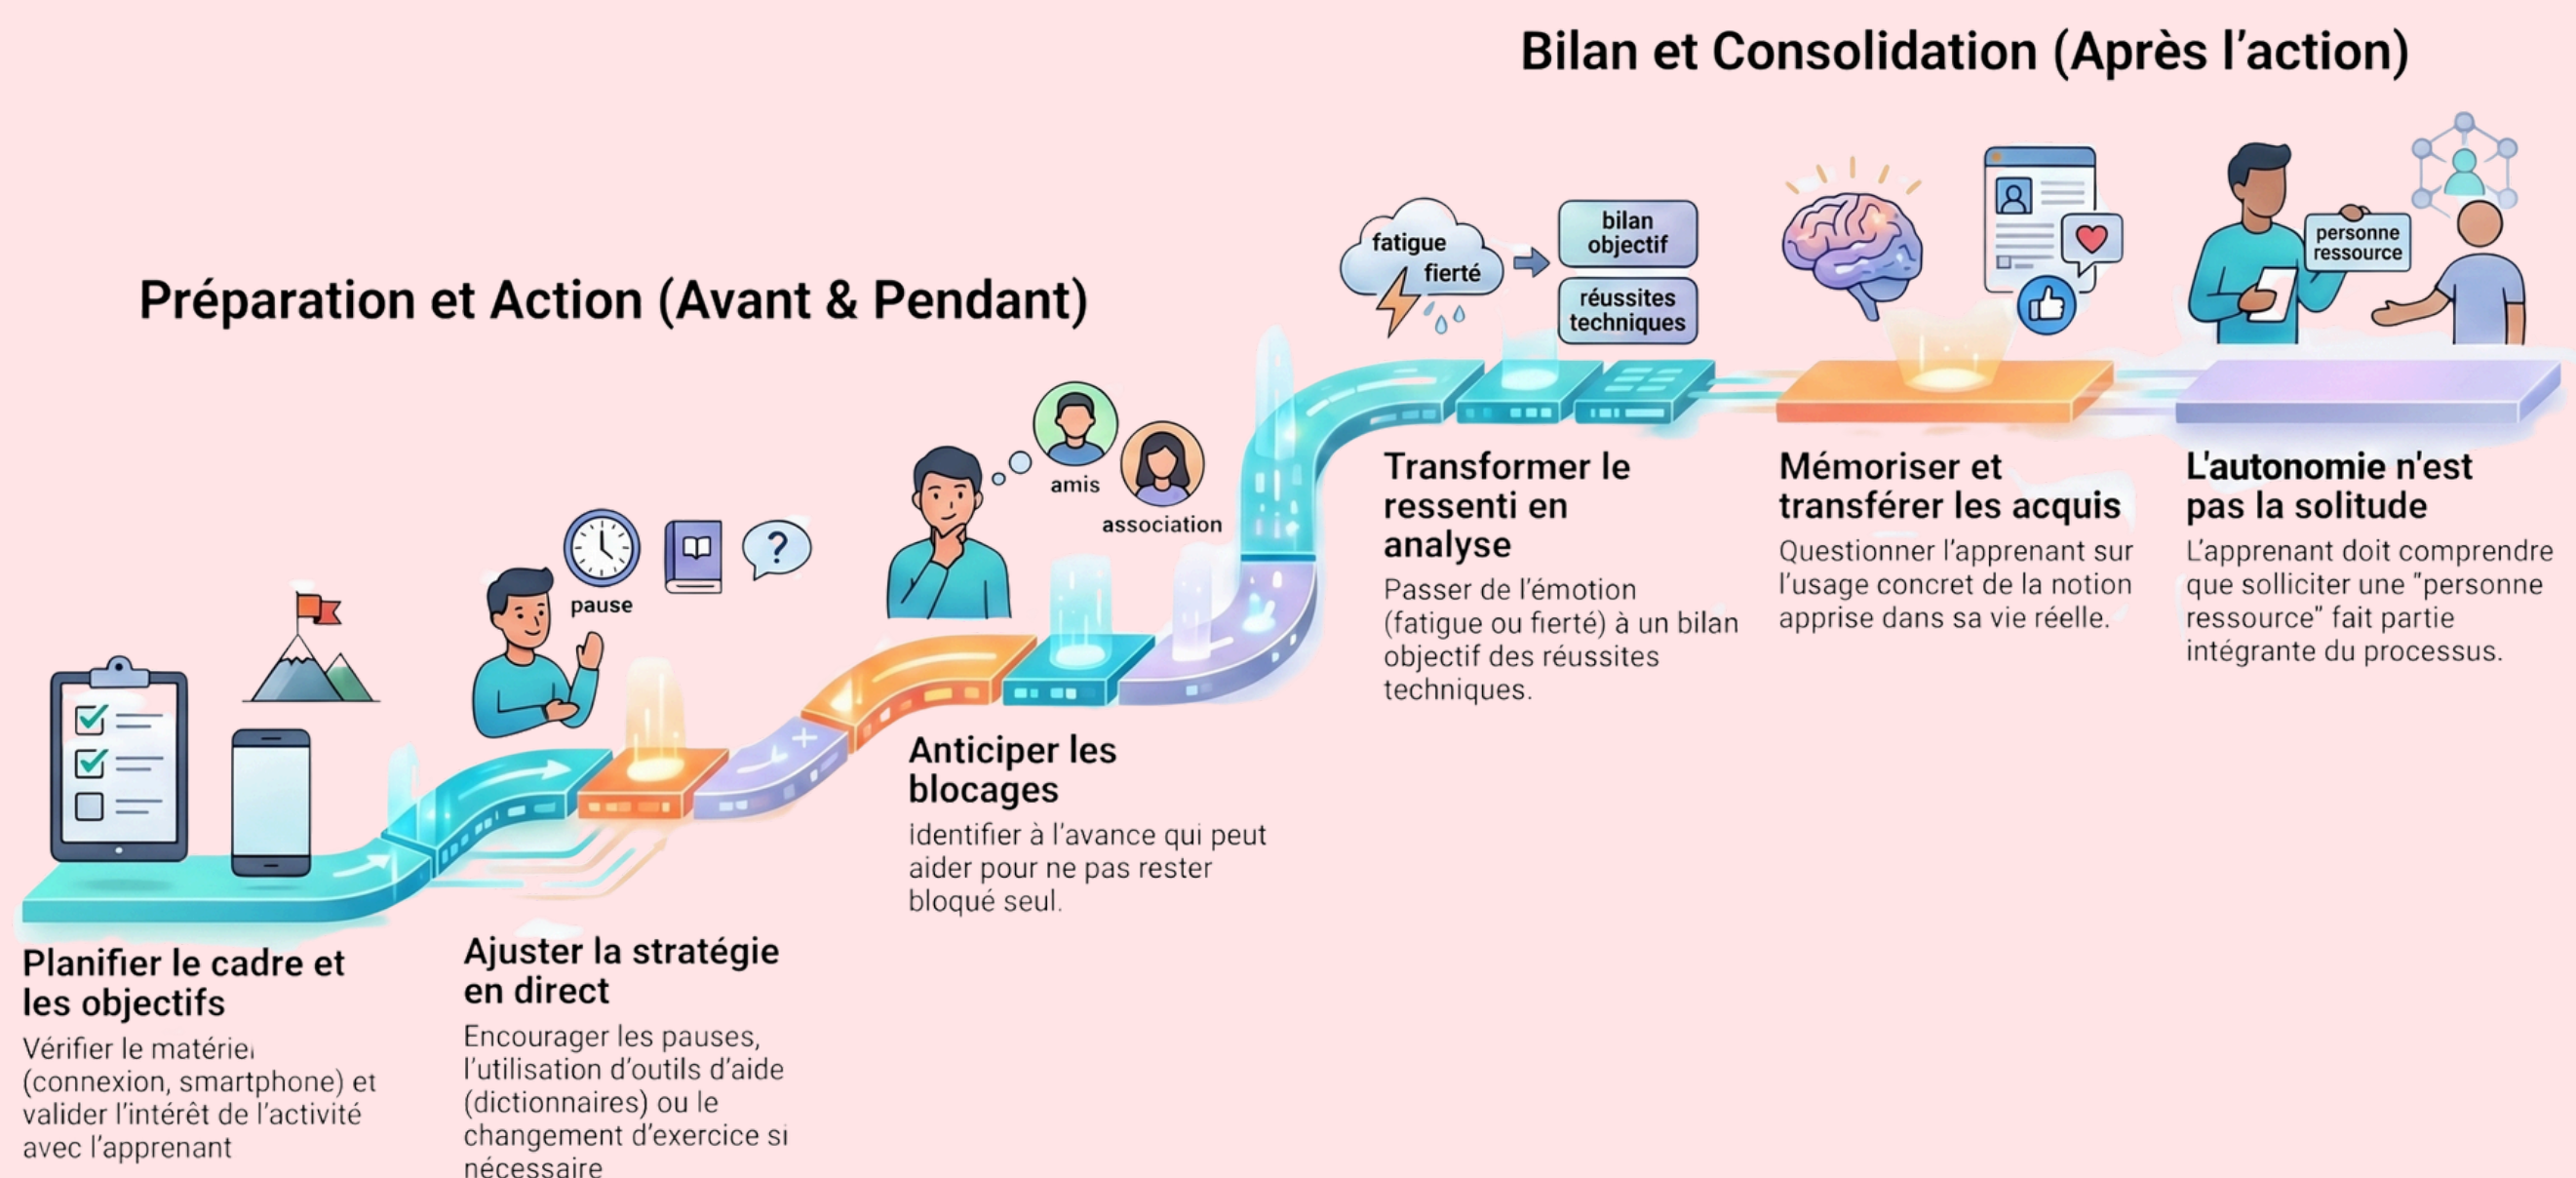 Bilan et Consolidation (Après l'action)
Préparation et Action (Avant & Pendant)
Planifier le cadre et
les objectifs
Vérifier le matériel
(connexion, smartphone) et
valider l'intérêt de l'activité
avec l'apprenant
pause
?
Ajuster la stratégie
en direct
Encourager les pauses,
l'utilisation d'outils d'aide
(dictionnaires) ou le
changement d'exercice si
nécessaire
amis
association
Anticiper les
blocages
identifier à l'avance qui peut
aider pour ne pas rester
bloqué seul.
fatigue
fierté
bilan
objectif
réussites
techniques
Transformer le
ressenti en
analyse
Passer de l'émotion
(fatigue ou fierté) à un bilan
objectif des réussites
techniques.
Mémoriser et
transférer les acquis
Questionner l'apprenant sur
l'usage concret de la notion
apprise dans sa vie réelle.
personne
ressource
L'autonomie n'est
pas la solitude
L'apprenant doit comprendre
que solliciter une "personne
ressource" fait partie
intégrante du processus.